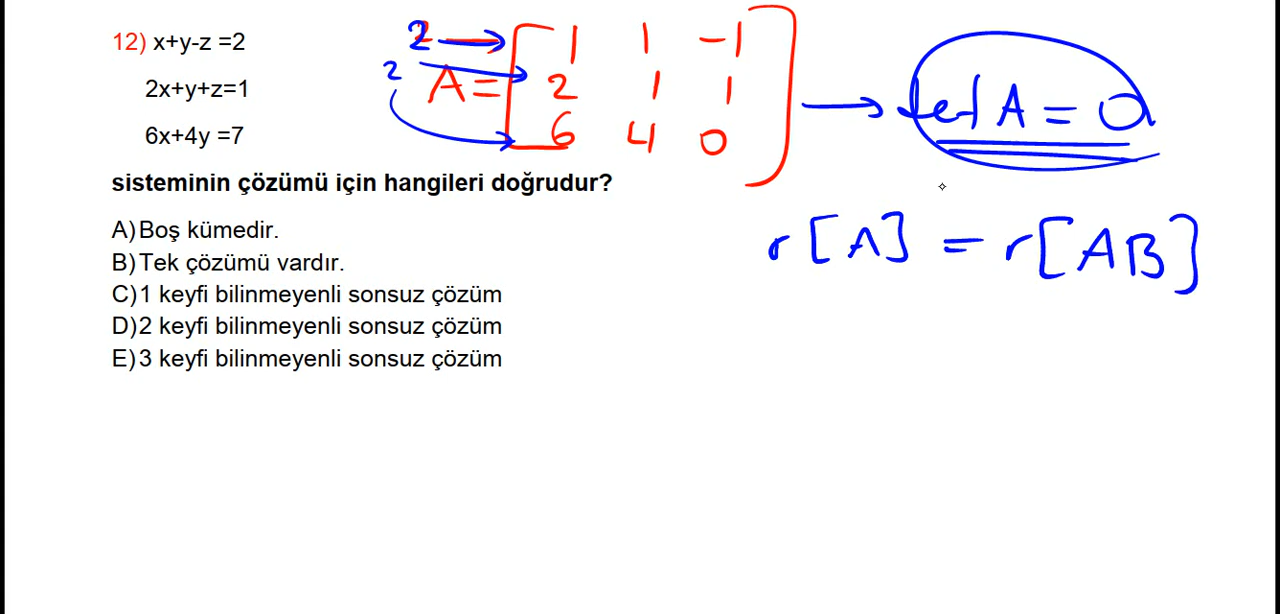 12) x+y-z =2
2x+y+z=1
6x+4y =7
sisteminin çözümü için hangileri doğrudur?
A) Boş kümedir.
B) Tek çözümü vardır.
C) 1 keyfi bilinmeyenli sonsuz çözüm
D) 2 keyfi bilinmeyenli sonsuz çözüm
E) 3 keyfi bilinmeyenli sonsuz çözüm
2 1 1 -1
2 A= 2 1 1
6 4 0
det A = 0
r[A] = r[AB]